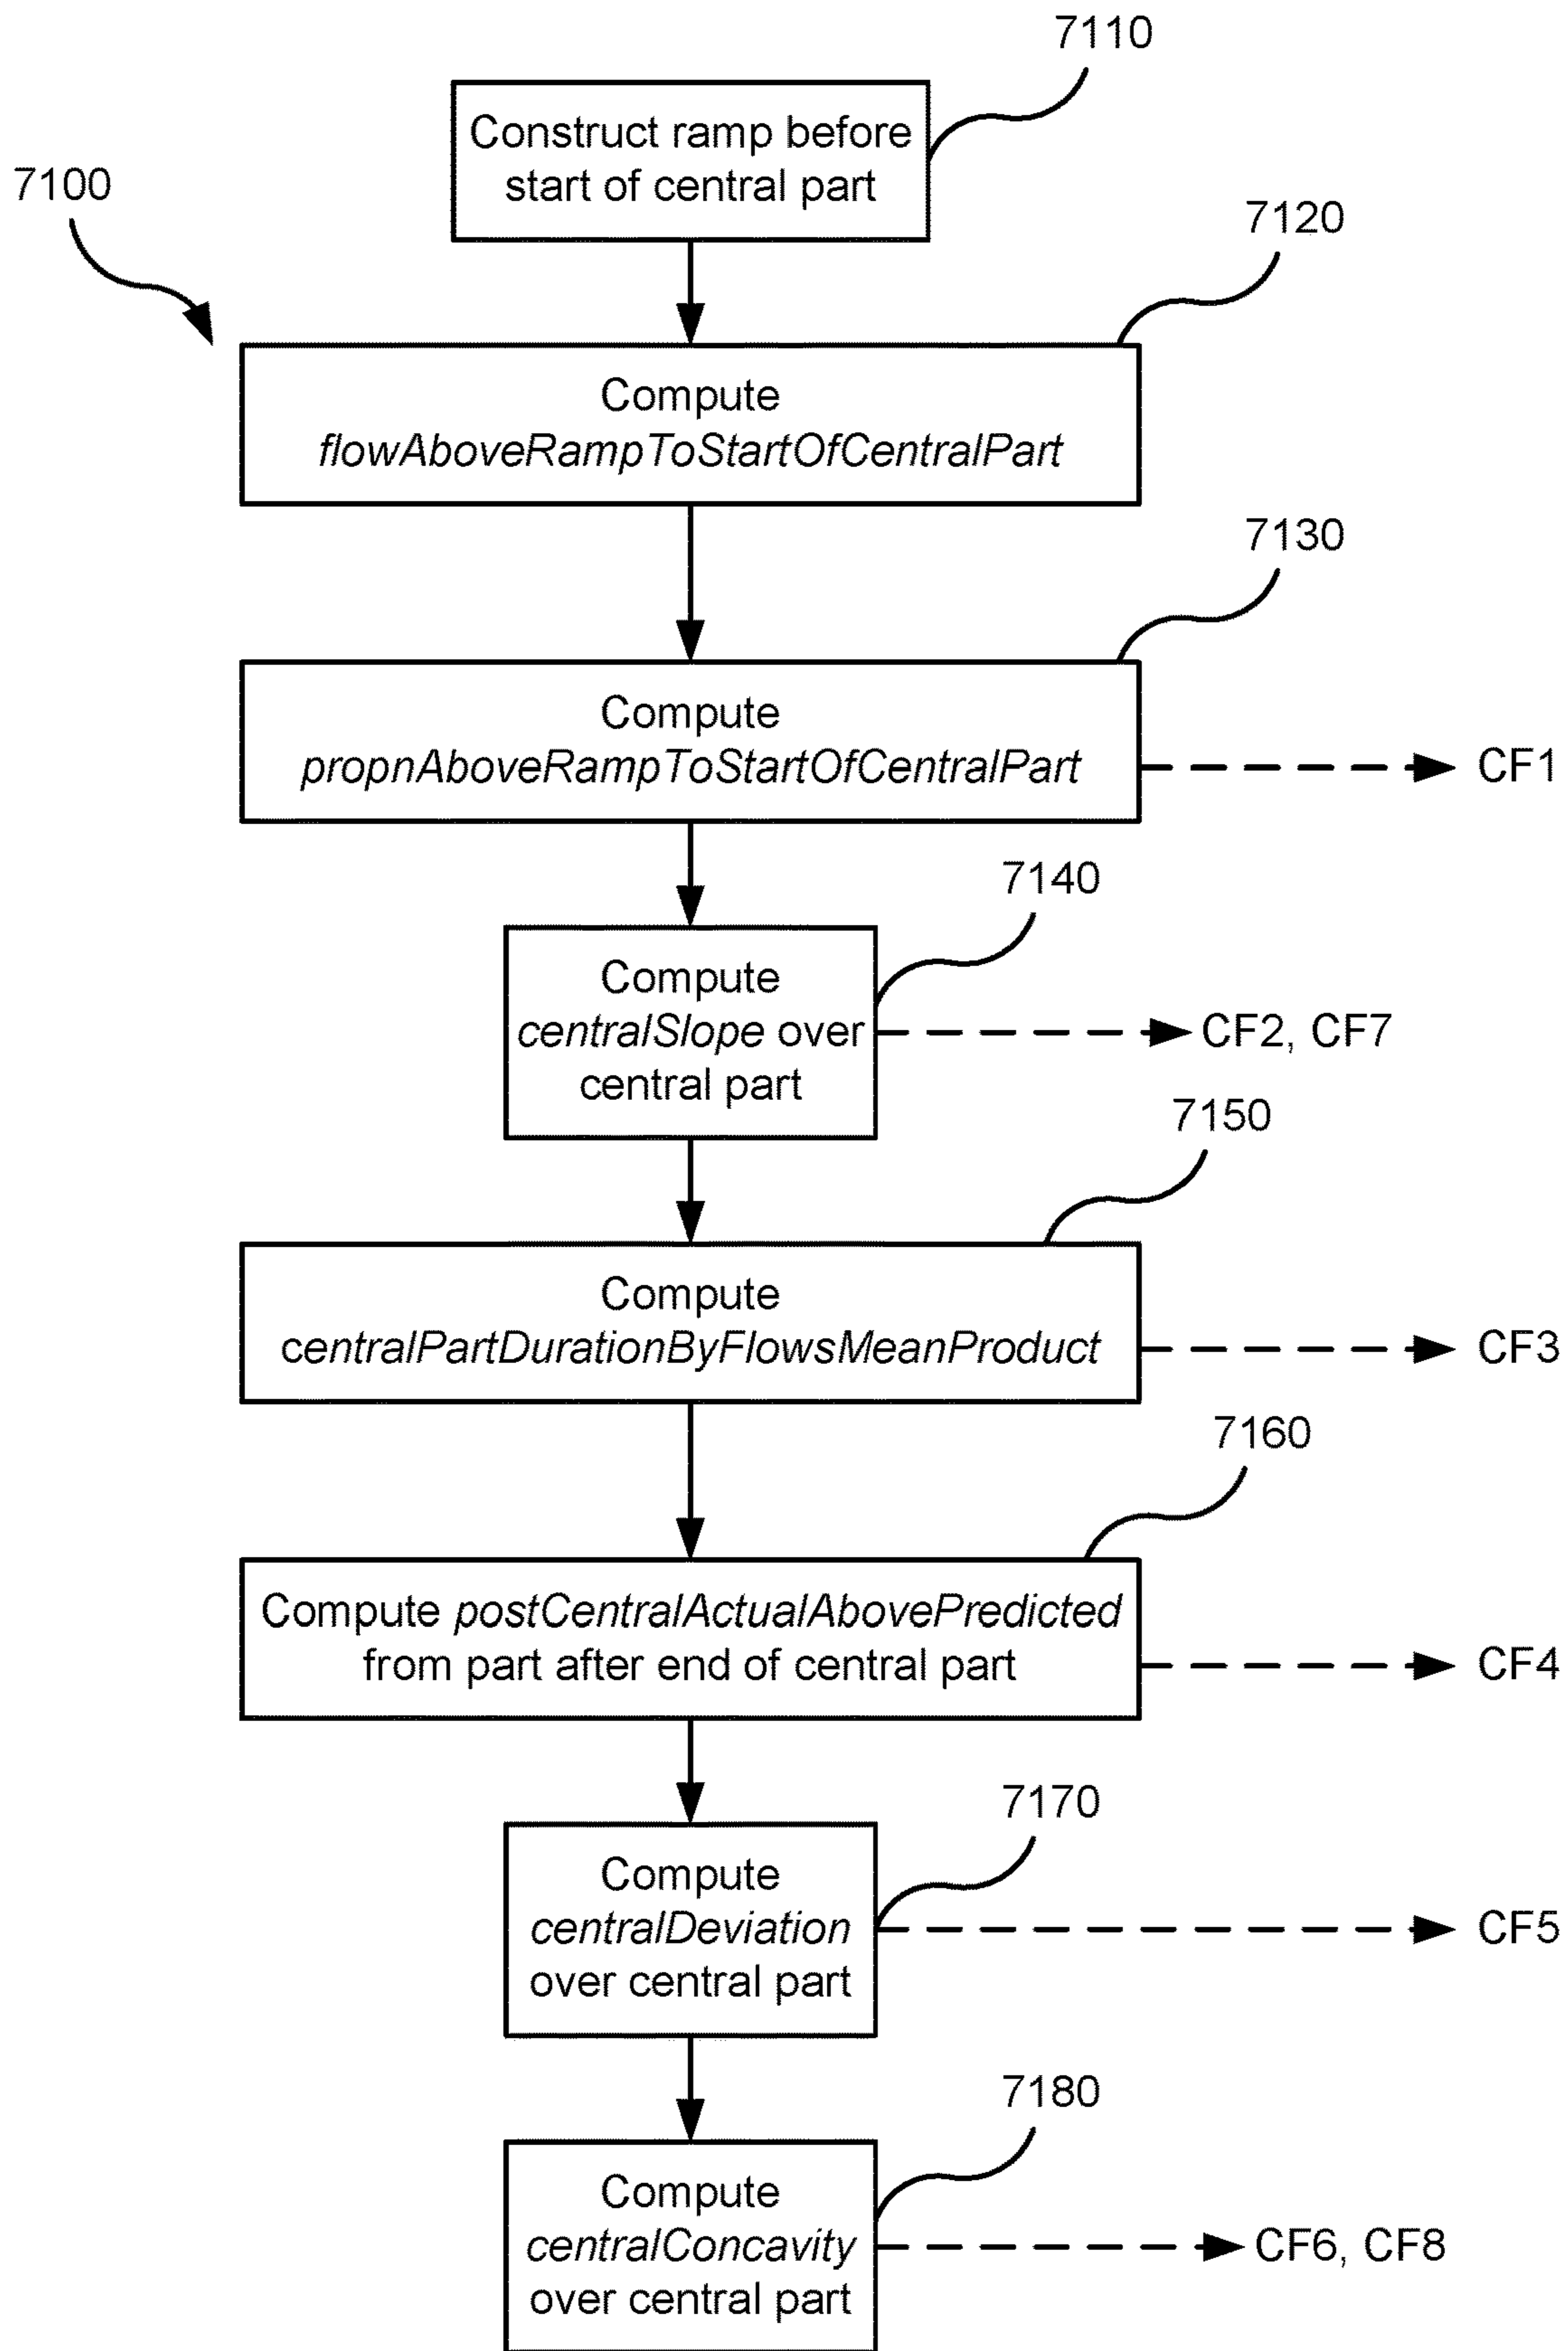 7110
Construct ramp before
start of central part
7100
7120
Compute
flowAboveRampToStartOfCentralPart
7130
Compute
propnAboveRampToStartOfCentralPart
CF1
7140
Compute
centralSlope over
central part
CF2, CF7
7150
Compute
centralPartDurationByFlowsMeanProduct
CF3
7160
Compute postCentralActualAbovePredicted
from part after end of central part
CF4
7170
Compute
centralDeviation
over central part
CF5
7180
Compute
centralConcavity
over central part
CF6, CF8